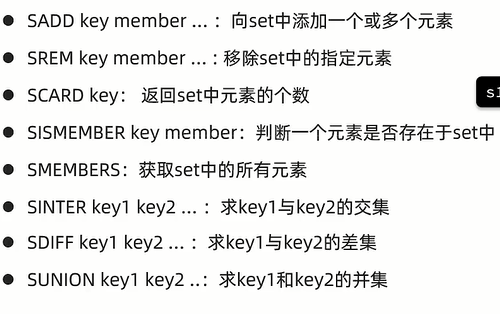 ● SADD key member ... ：向set中添加一个或多个元素
● SREM key member ... : 移除set中的指定元素
● SCARD key： 返回set中元素的个数
● SISMEMBER key member：判断一个元素是否存在于set中
● SMEMBERS：获取set中的所有元素
● SINTER key1 key2 ... ：求key1与key2的交集
● SDIFF key1 key2 ... ：求key1与key2的差集
● SUNION key1 key2 ..：求key1和key2的并集